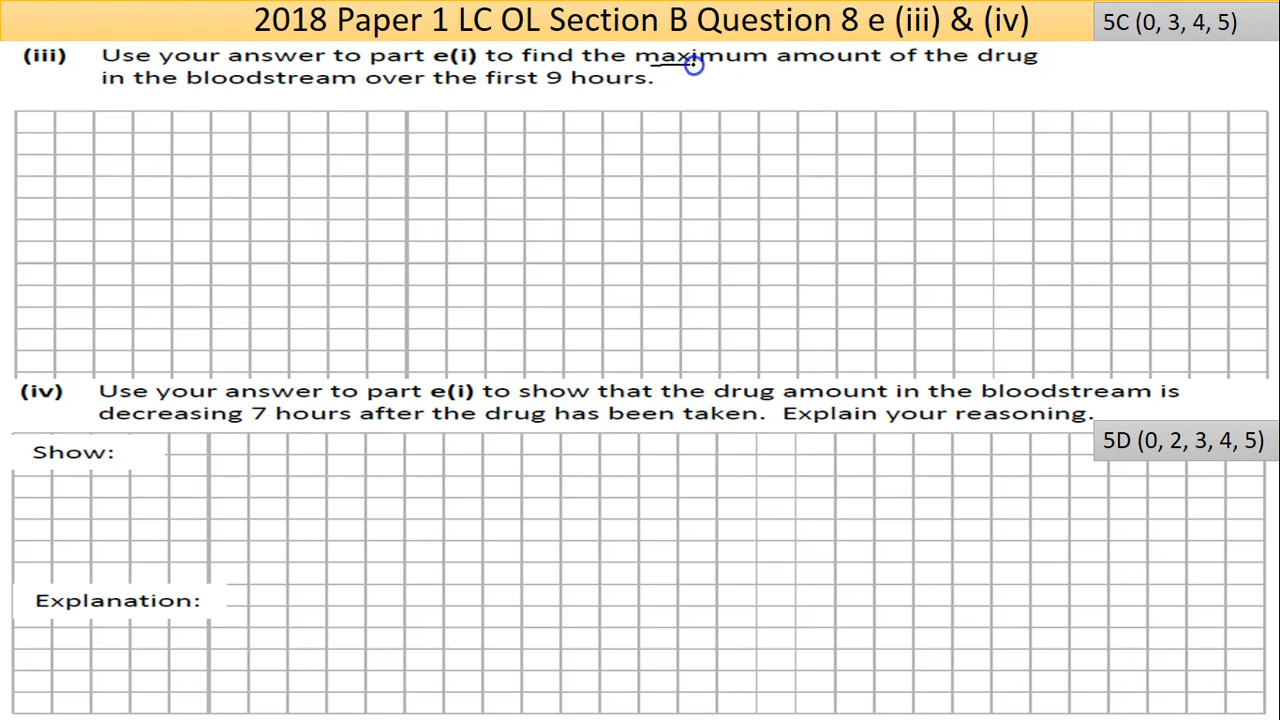 2018 Paper 1 LC OL Section B Question 8 e (iii) & (iv)
5C (0, 3, 4, 5)
(iii) Use your answer to part e(i) to find the maximum amount of the drug
in the bloodstream over the first 9 hours.
(iv) Use your answer to part e(i) to show that the drug amount in the bloodstream is
decreasing 7 hours after the drug has been taken. Explain your reasoning.
5D (0, 2, 3, 4, 5)
Show:
Explanation: